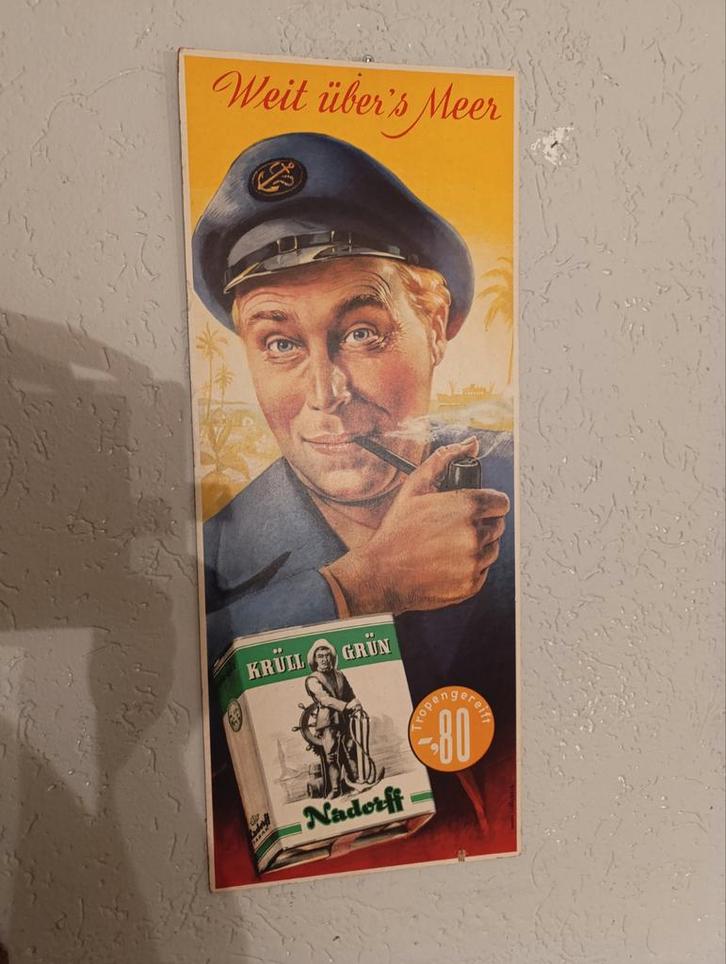 Weit über's Meer
KRÜLL GRÜN
Tropengereift
-,80
Nadorff